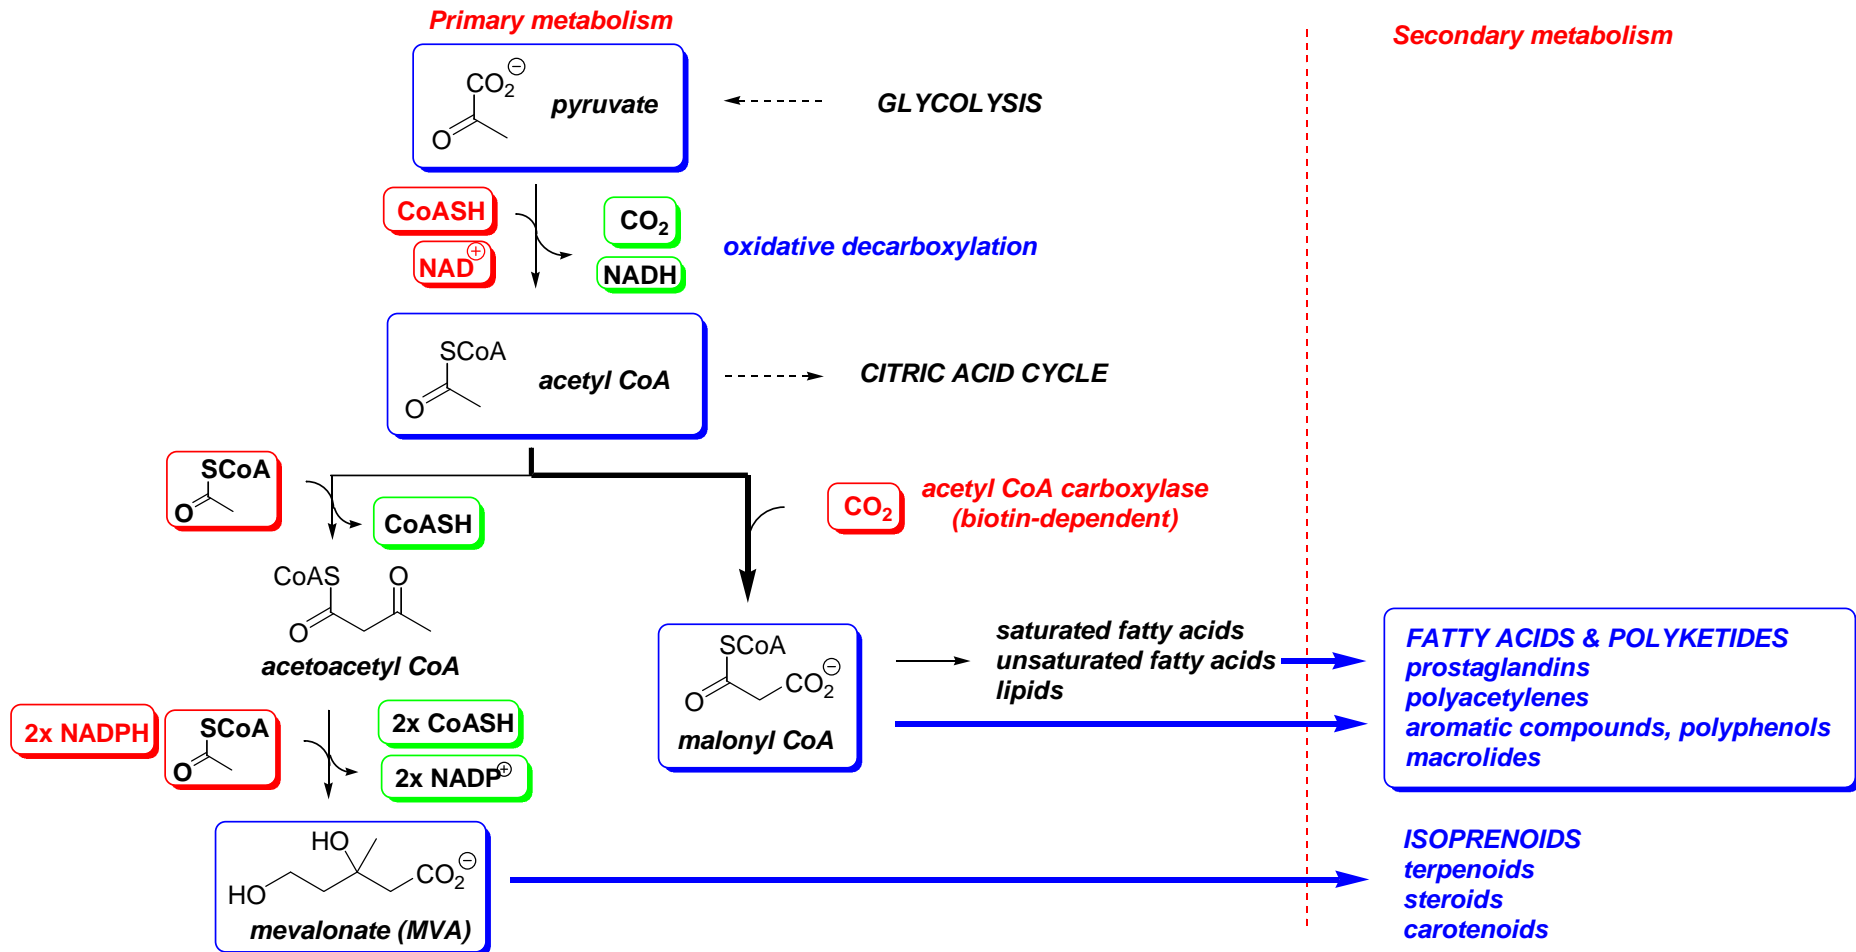 Primary metabolism
Secondary metabolism
CO2 ⊖
O
pyruvate
GLYCOLYSIS
CoASH
NAD ⊕
CO2
NADH
oxidative decarboxylation
SCoA
O
acetyl CoA
CITRIC ACID CYCLE
SCoA
O
CoASH
CO2
acetyl CoA carboxylase
(biotin-dependent)
CoAS
O
O
acetoacetyl CoA
SCoA
O
CO2 ⊖
malonyl CoA
saturated fatty acids
unsaturated fatty acids
lipids
FATTY ACIDS & POLYKETIDES
prostaglandins
polyacetylenes
aromatic compounds, polyphenols
macrolides
2x NADPH
SCoA
O
2x CoASH
2x NADP ⊕
HO
HO
CO2 ⊖
mevalonate (MVA)
ISOPRENOIDS
terpenoids
steroids
carotenoids